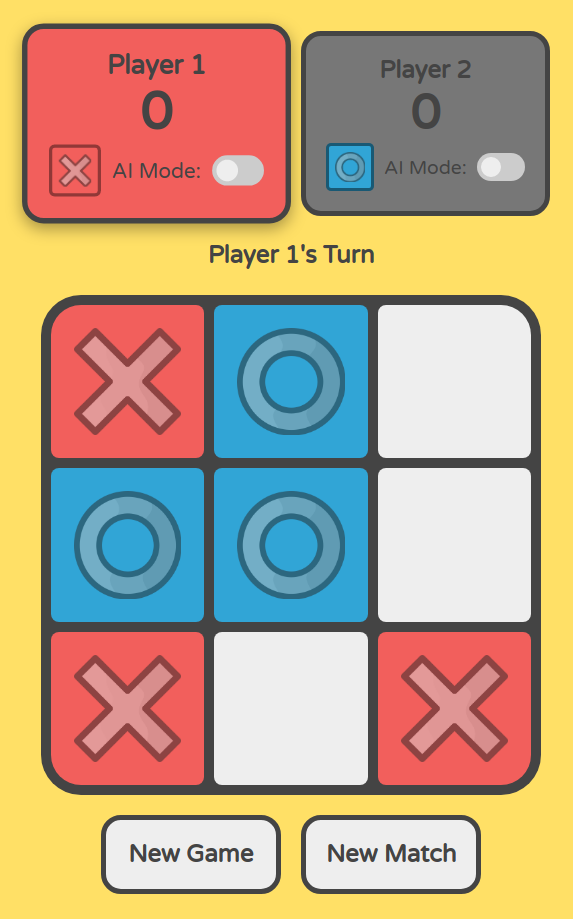 Player 1
0
AI Mode:
Player 2
0
AI Mode:
Player 1's Turn
New Game
New Match